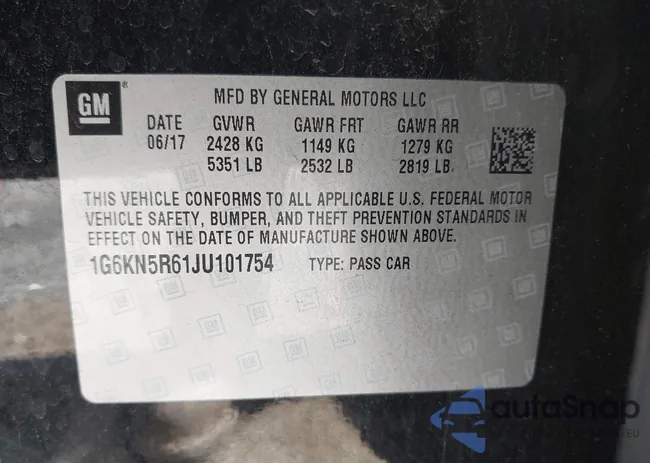 GM
®
MFD BY GENERAL MOTORS LLC
DATE GVWR GAWR FRT GAWR RR
06/17 2428 KG 1149 KG 1279 KG
5351 LB 2532 LB 2819 LB
THIS VEHICLE CONFORMS TO ALL APPLICABLE U.S. FEDERAL MOTOR
VEHICLE SAFETY, BUMPER, AND THEFT PREVENTION STANDARDS IN
EFFECT ON THE DATE OF MANUFACTURE SHOWN ABOVE.
1G6KN5R61JU101754 TYPE: PASS CAR
autoSnap